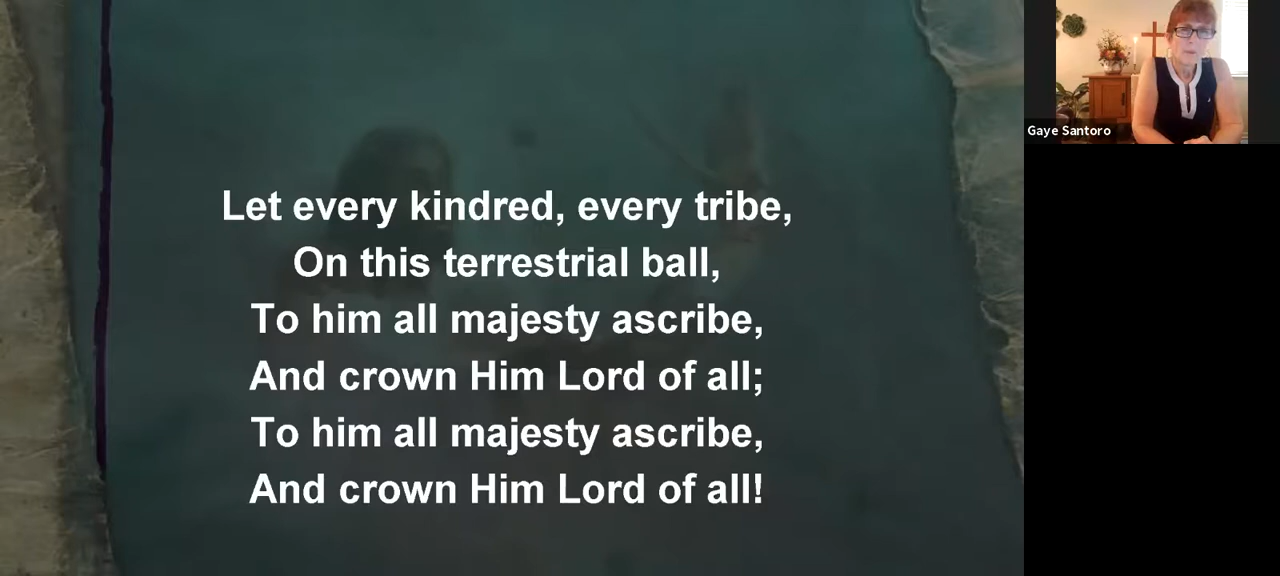 Let every kindred, every tribe,
On this terrestrial ball,
To him all majesty ascribe,
And crown Him Lord of all;
To him all majesty ascribe,
And crown Him Lord of all!
Gaye Santoro